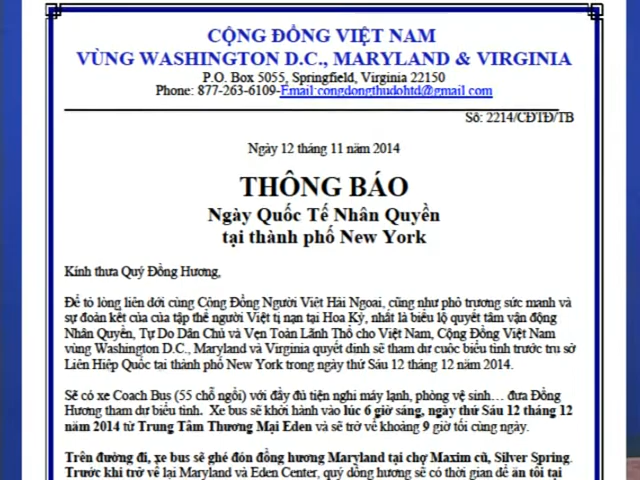 CỘNG ĐỒNG VIỆT NAM
VÙNG WASHINGTON D.C., MARYLAND & VIRGINIA
P.O. Box 5055, Springfield, Virginia 22150
Phone: 877-263-6109-Email:congdongthudohtd@gmail.com
Số: 2214/CĐTĐ/TB
Ngày 12 tháng 11 năm 2014
THÔNG BÁO
Ngày Quốc Tế Nhân Quyền
tại thành phố New York
Kính thưa Quý Đồng Hương,
Để tỏ lòng liên đới cùng Cộng Đồng Người Việt Hải Ngoại, cũng như phô trương sức mạnh và
sự đoàn kết của của tập thể người Việt tị nạn tại Hoa Kỳ, nhất là biểu lộ quyết tâm vận động
Nhân Quyền, Tự Do Dân Chủ và Vẹn Toàn Lãnh Thổ cho Việt Nam, Cộng Đồng Việt Nam
vùng Washington D.C., Maryland và Virginia quyết định sẽ tham dự cuộc biểu tình trước trụ sở
Liên Hiệp Quốc tại thành phố New York trong ngày thứ Sáu 12 tháng 12 năm 2014.
Sẽ có xe Coach Bus (55 chỗ ngồi) với đầy đủ tiện nghi máy lạnh, phòng vệ sinh… đưa Đồng
Hương tham dự biểu tình. Xe bus sẽ khởi hành vào lúc 6 giờ sáng, ngày thứ Sáu 12 tháng 12
năm 2014 từ Trung Tâm Thương Mại Eden và sẽ trở về khoảng 9 giờ tối cùng ngày.
Trên đường đi, xe bus sẽ ghé đón đồng hương Maryland tại chợ Maxim cũ, Silver Spring.
Trước khi trở về lại Maryland và Eden Center, quý đồng hương sẽ có thời gian để ăn tối tại